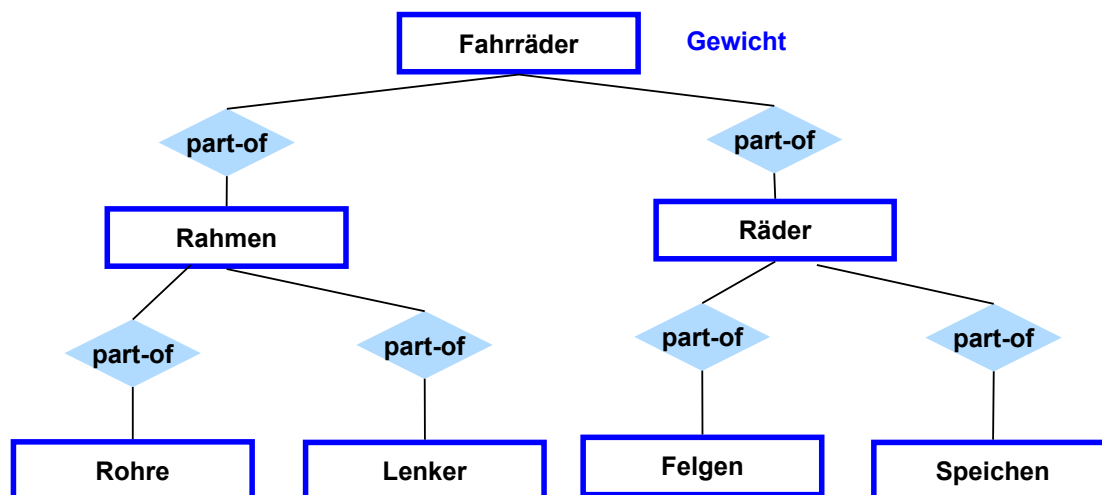 Fahrräder
Gewicht
part-of
part-of
Rahmen
Räder
part-of
part-of
part-of
part-of
Rohre
Lenker
Felgen
Speichen